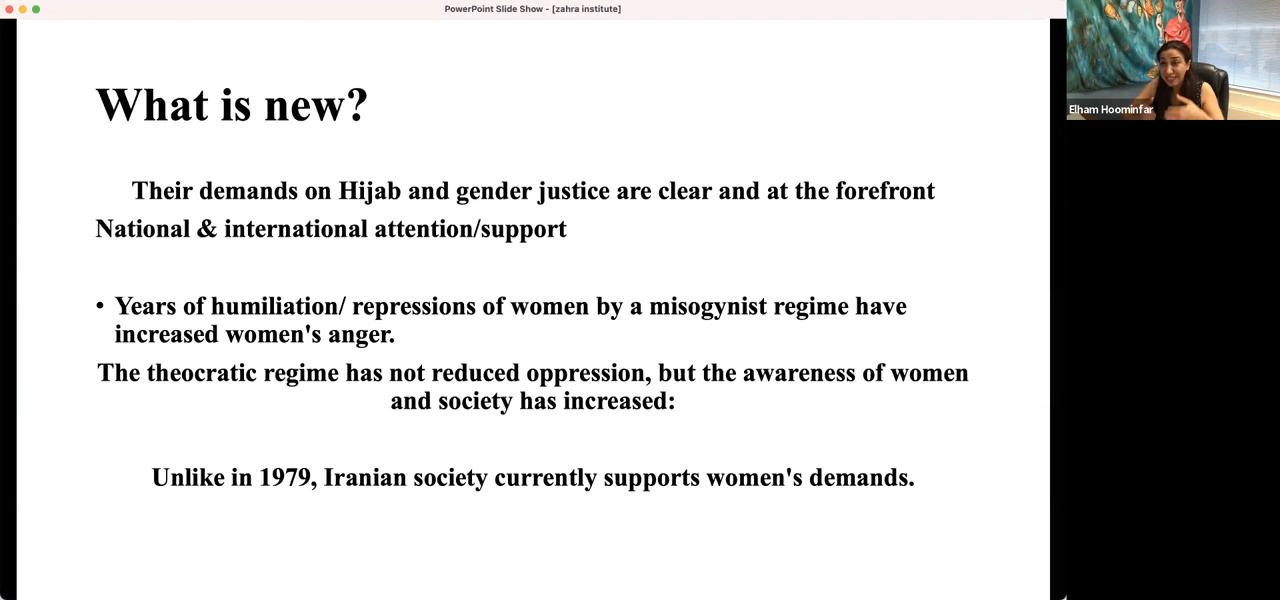 PowerPoint Slide Show - [zahra institute]
What is new?
Their demands on Hijab and gender justice are clear and at the forefront
National & international attention/support
• Years of humiliation/ repressions of women by a misogynist regime have
increased women's anger.
The theocratic regime has not reduced oppression, but the awareness of women
and society has increased:
Unlike in 1979, Iranian society currently supports women's demands.
Elham Hoominfar